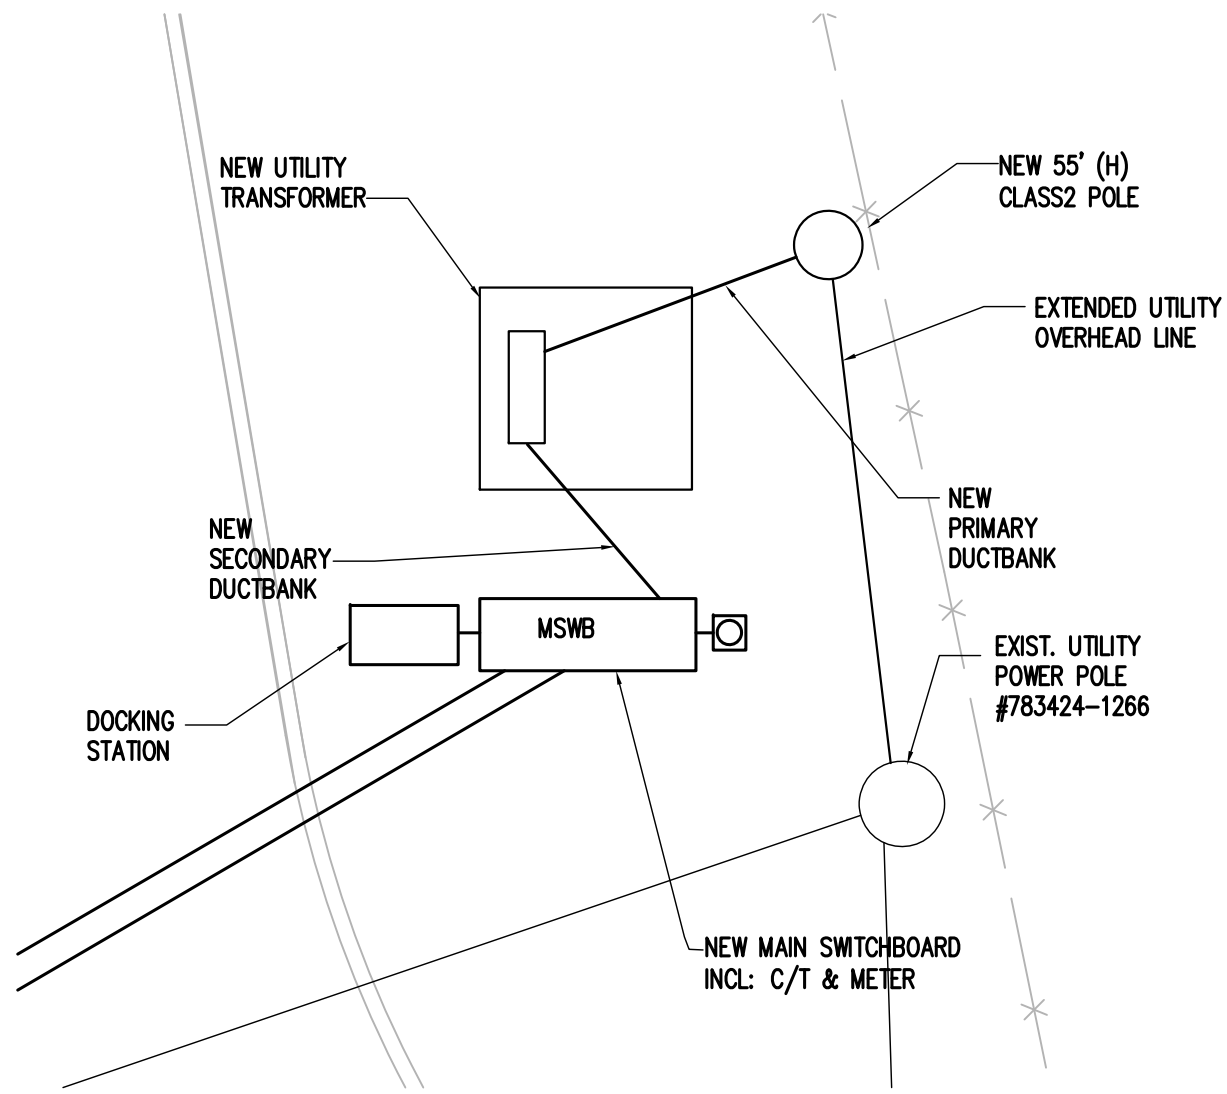 NEW UTILITY
TRANSFORMER
NEW 55' (H)
CLASS2 POLE
EXTENDED UTILITY
OVERHEAD LINE
NEW
PRIMARY
DUCTBANK
NEW
SECONDARY
DUCTBANK
MSWB
EXIST. UTILITY
POWER POLE
#783424-1266
DOCKING
STATION
NEW MAIN SWITCHBOARD
INCL: C/T & METER